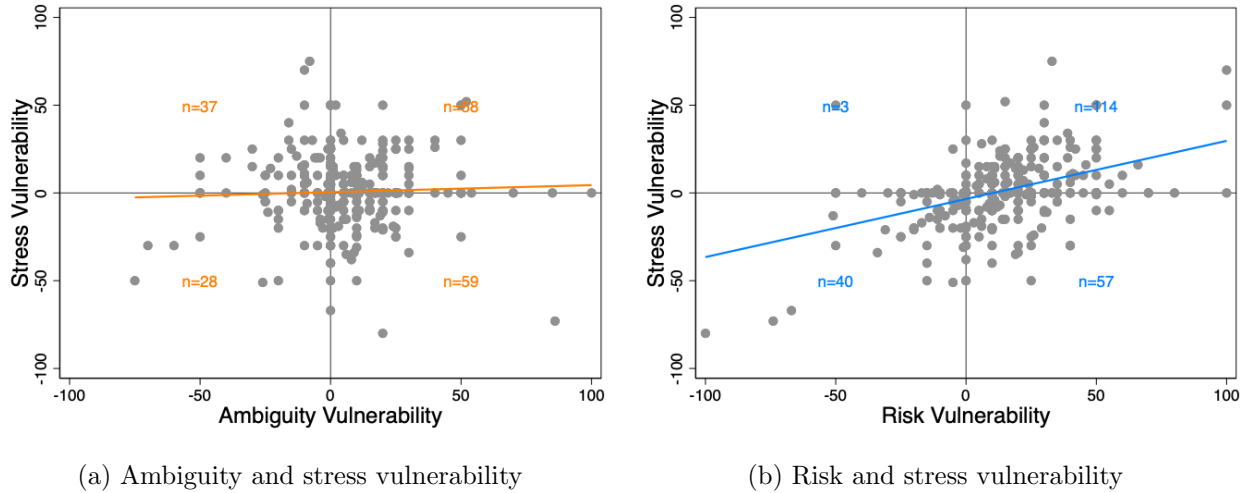 100
50
0
-50
-100
Stress Vulnerability
n=37
n=28
n=59
-100
-50
0
50
100
Ambiguity Vulnerability
(a) Ambiguity and stress vulnerability
100
50
0
-50
-100
Stress Vulnerability
n=3
n=114
n=40
n=57
-100
-50
0
50
100
Risk Vulnerability
(b) Risk and stress vulnerability